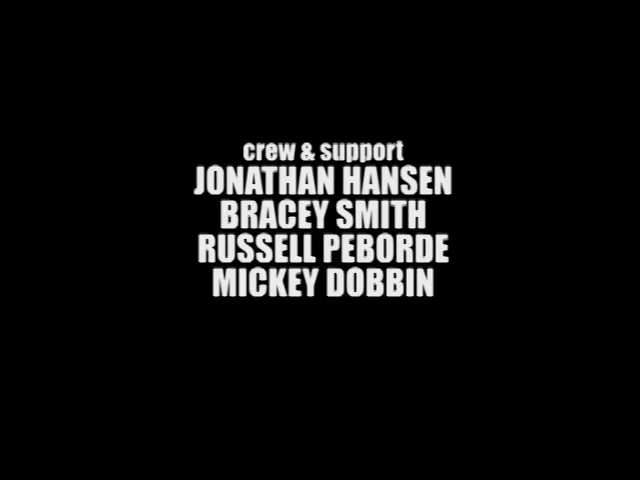 crew & support
JONATHAN HANSEN
BRACEY SMITH
RUSSELL PEBORDE
MICKEY DOBBIN